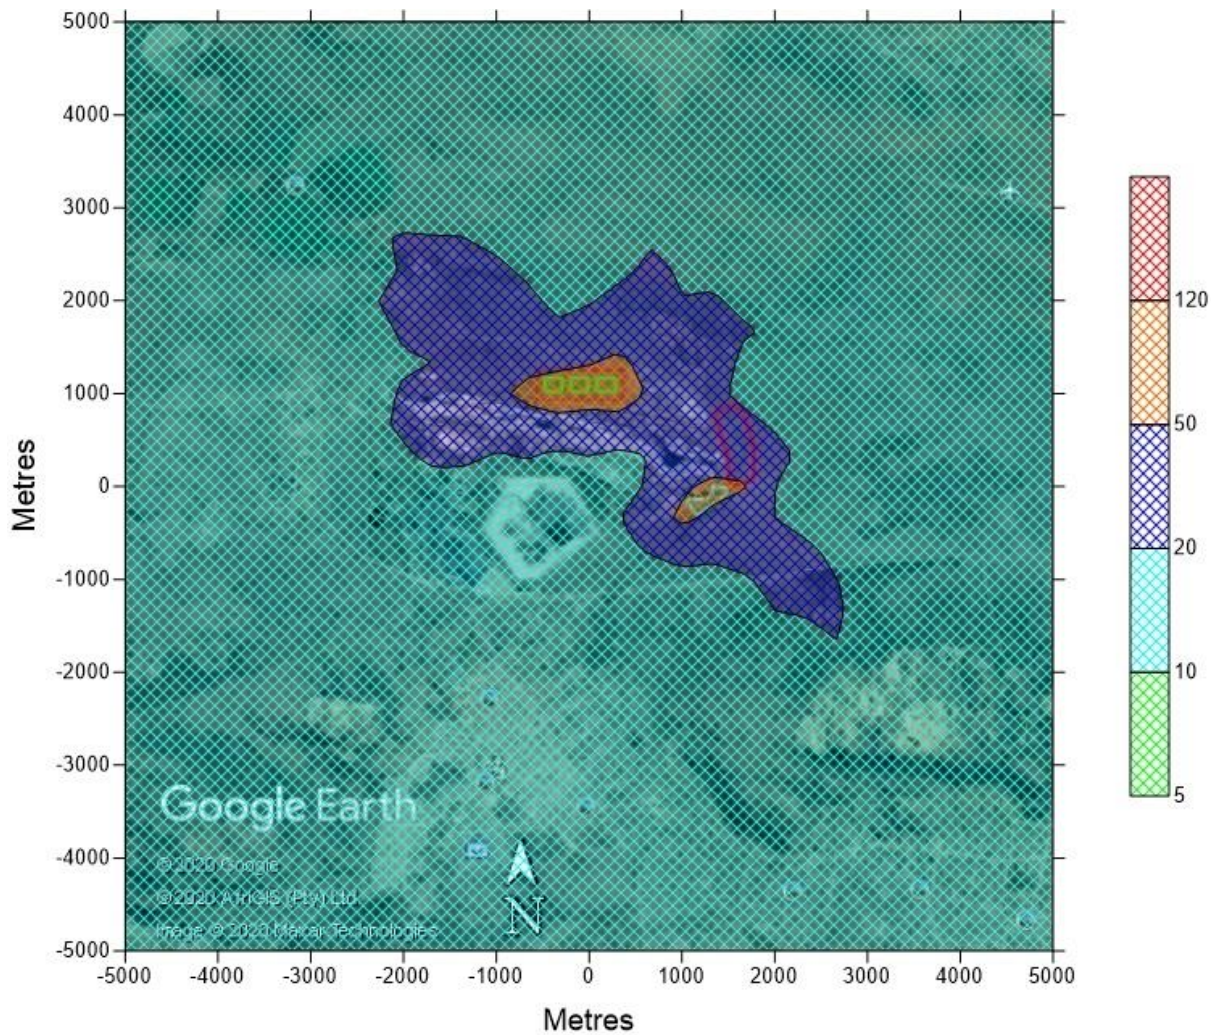 5000
4000
3000
2000
1000
0
-1000
-2000
-3000
-4000
-5000
Metres
-5000 -4000 -3000 -2000 -1000 0 1000 2000 3000 4000 5000
Metres
Google Earth
©2020 Google
©2020 AfriGIS (Pty) Ltd.
Image © 2020 Maxar Technologies
N
120
50
20
10
5